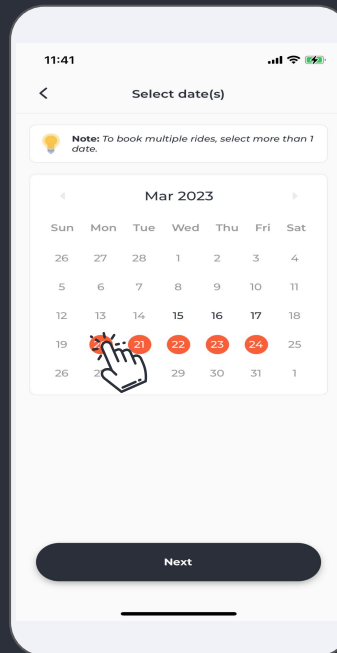 11:41
Select date(s)
Note: To book multiple rides, select more than 1
date.
Mar 2023
Sun Mon Tue Wed Thu Fri Sat
26 27 28 1 2 3 4
5 6 7 8 9 10 11
12 13 14 15 16 17 18
19 21 22 23 24 25
26 29 30 31 1
Next